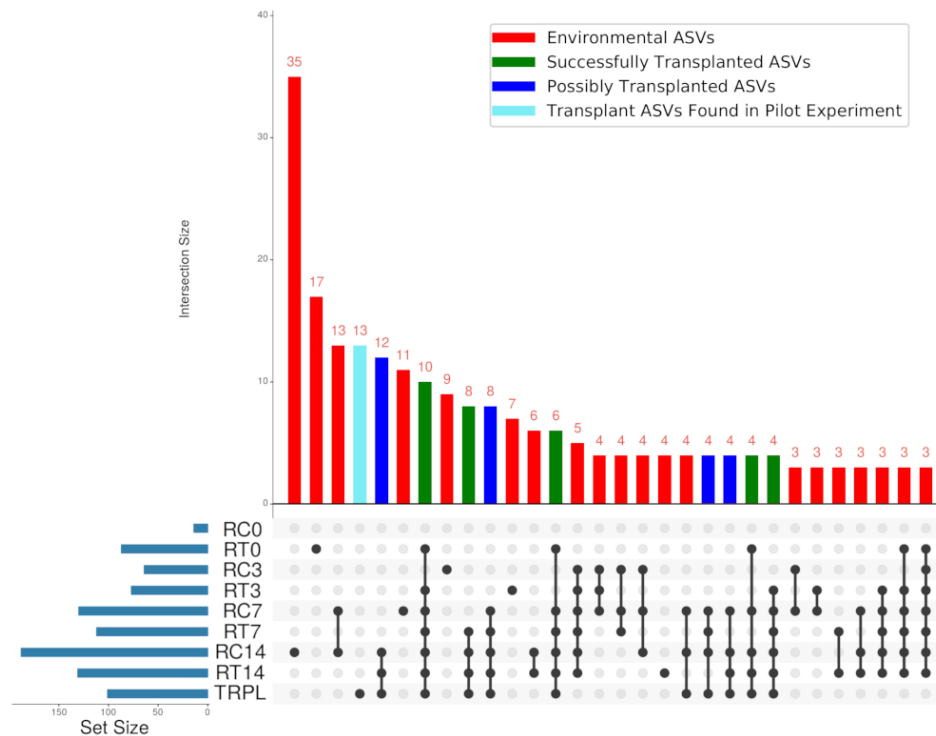 40
Environmental ASVs
Successfully Transplanted ASVs
Possibly Transplanted ASVs
Transplant ASVs Found in Pilot Experiment
35
30
Intersection Size
20
17
13 13 12 11 10 9 8 8 7 6 6 5 4 4 4 4 4 4 4 4 4 3 3 3 3 3 3 3
10
0
RC0
RT0
RC3
RT3
RC7
RT7
RC14
RT14
TRPL
150 100 50 0
Set Size